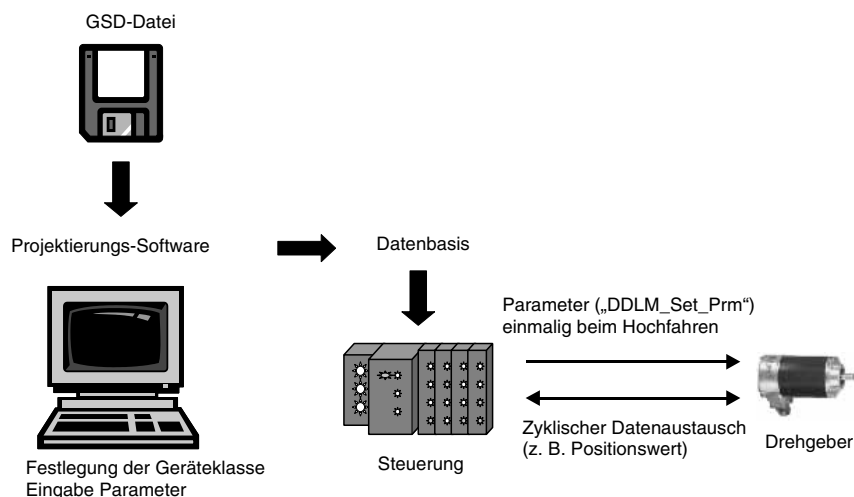 GSD-Datei
Projektierungs-Software
Datenbasis
Parameter („DDLM_Set_Prm“)
einmalig beim Hochfahren
Zyklischer Datenaustausch
(z. B. Positionswert)
Drehgeber
Steuerung
Festlegung der Geräteklasse
Eingabe Parameter